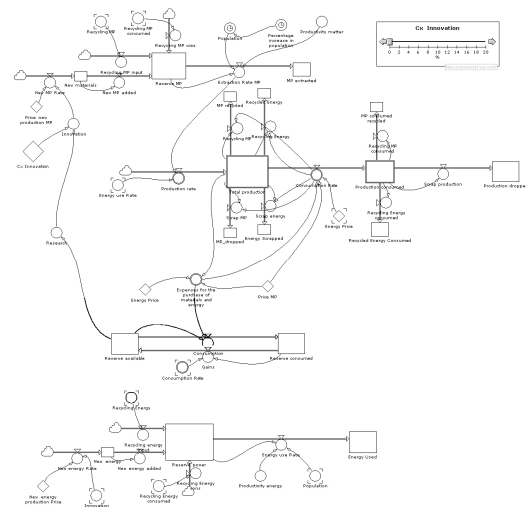 Recycling MP
Recycling MP
consumed
Recycling MP cons
Population
Percentage
increase in
population
Productivity matter
Cx Innovation
0 2 4 6 8 10 12 14 16 18 20
%
Recycling MP input
New materials
Reserve MP
New MP Rate
New MP added
Extraction Rate MP
MP extracted
Price new
production MP
Innovation
Cx Innovation
MP recycled
Recycled Energy
Recycling MP
Recycling Energy
MP consumed
recycled
Recycling MP
consumed
Energy use Rate
Production rate
Total production
Consumption Rate
Production consumed
Scrap production
Production droppe
Scrap MP
Scrap energy
Energy Price
Recycling Energy
consumed
MP_dropped
Energy Scrapped
Recycled Energy Consumed
Research
Energy Price
Expenses for the
purchase of
materials and
energy
Price MP
Reserve available
Consumption
Reserve consumed
Gains
Consumption Rate
Recycling Energy
Recycling energy
input
New energy
New energy Rate
New energy added
Reserve power
Recycling Energy
cons
Energy use Rate
Energy Used
New energy
production Price
Innovation
Recycling Energy
consumed
Productivity energy
Population